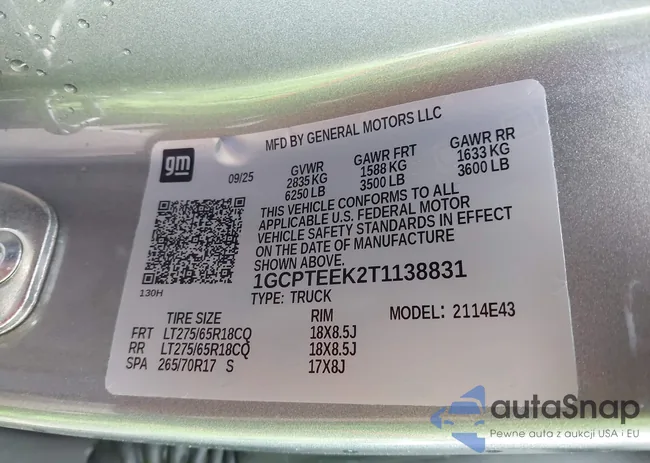 MFD BY GENERAL MOTORS LLC
gm
09/25
GVWR GAWR FRT GAWR RR
2835 KG 1588 KG 1633 KG
6250 LB 3500 LB 3600 LB
THIS VEHICLE CONFORMS TO ALL
APPLICABLE U.S. FEDERAL MOTOR
VEHICLE SAFETY STANDARDS IN EFFECT
ON THE DATE OF MANUFACTURE
SHOWN ABOVE.
130H
1GCPTEEK2T1138831
TYPE: TRUCK
MODEL: 2114E43
TIRE SIZE RIM
FRT LT275/65R18CQ 18X8.5J
RR LT275/65R18CQ 18X8.5J
SPA 265/70R17 S 17X8J
autaSnap
Pewne auta z aukcji USA i EU